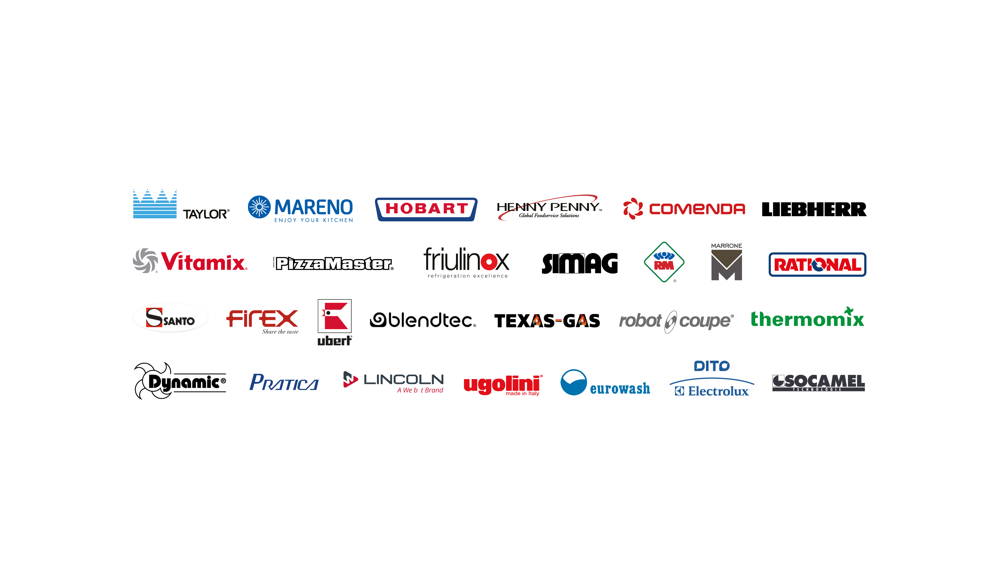 TAYLOR®
MARENO
ENJOY YOUR KITCHEN
HOBART
HENNY PENNY™
Global Foodservice Solutions
COMENDA
LIEBHERR
Vitamix®
®
PizzaMaster®
friulinox
refrigeration excellence
SIMAG
RM
®
MARRONE
M
RATIONAL
S SANTO
FIREX
Share the taste
ubert®
blendtec®
TEXAS-GAS
robot coupe®
thermomix
Dynamic®
PRATICA
W LINCOLN
A We b t Brand
ugolini®
made in Italy
eurowash
DITO
Electrolux
SOCAMEL
TECHNOLOGIE